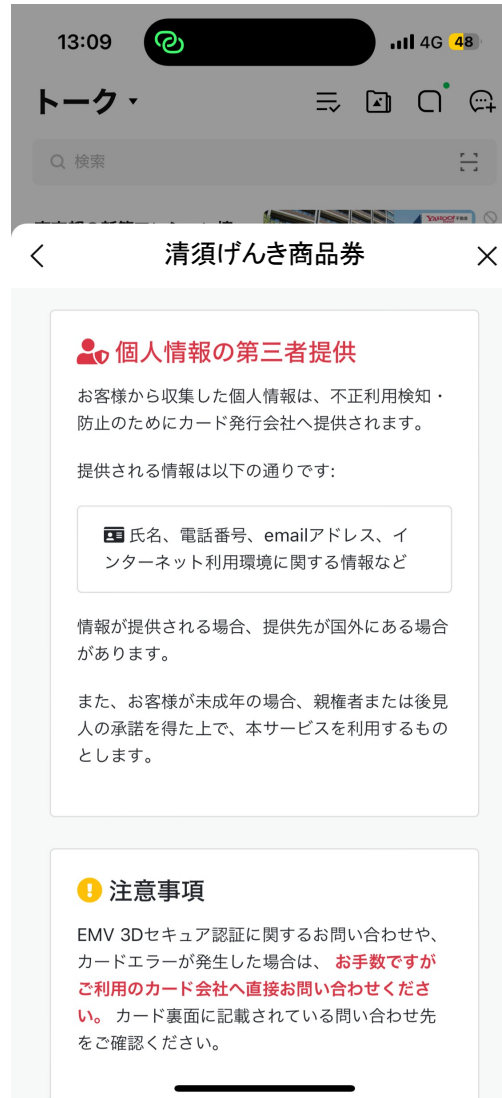 13:09
4G 48
トーク
検索
YAHOO!
清須げんき商品券
個人情報の第三者提供
お客様から収集した個人情報は、不正利用検知・
防止のためにカード発行会社へ提供されます。
提供される情報は以下の通りです:
氏名、電話番号、emailアドレス、イ
ンターネット利用環境に関する情報など
情報が提供される場合、提供先が国外にある場合
があります。
また、お客様が未成年の場合、親権者または後見
人の承諾を得た上で、本サービスを利用するもの
とします。
注意事項
EMV 3Dセキュア認証に関するお問い合わせや、
カードエラーが発生した場合は、 お手数ですが
ご利用のカード会社へ直接お問い合わせくださ
い。 カード裏面に記載されている問い合わせ先
をご確認ください。